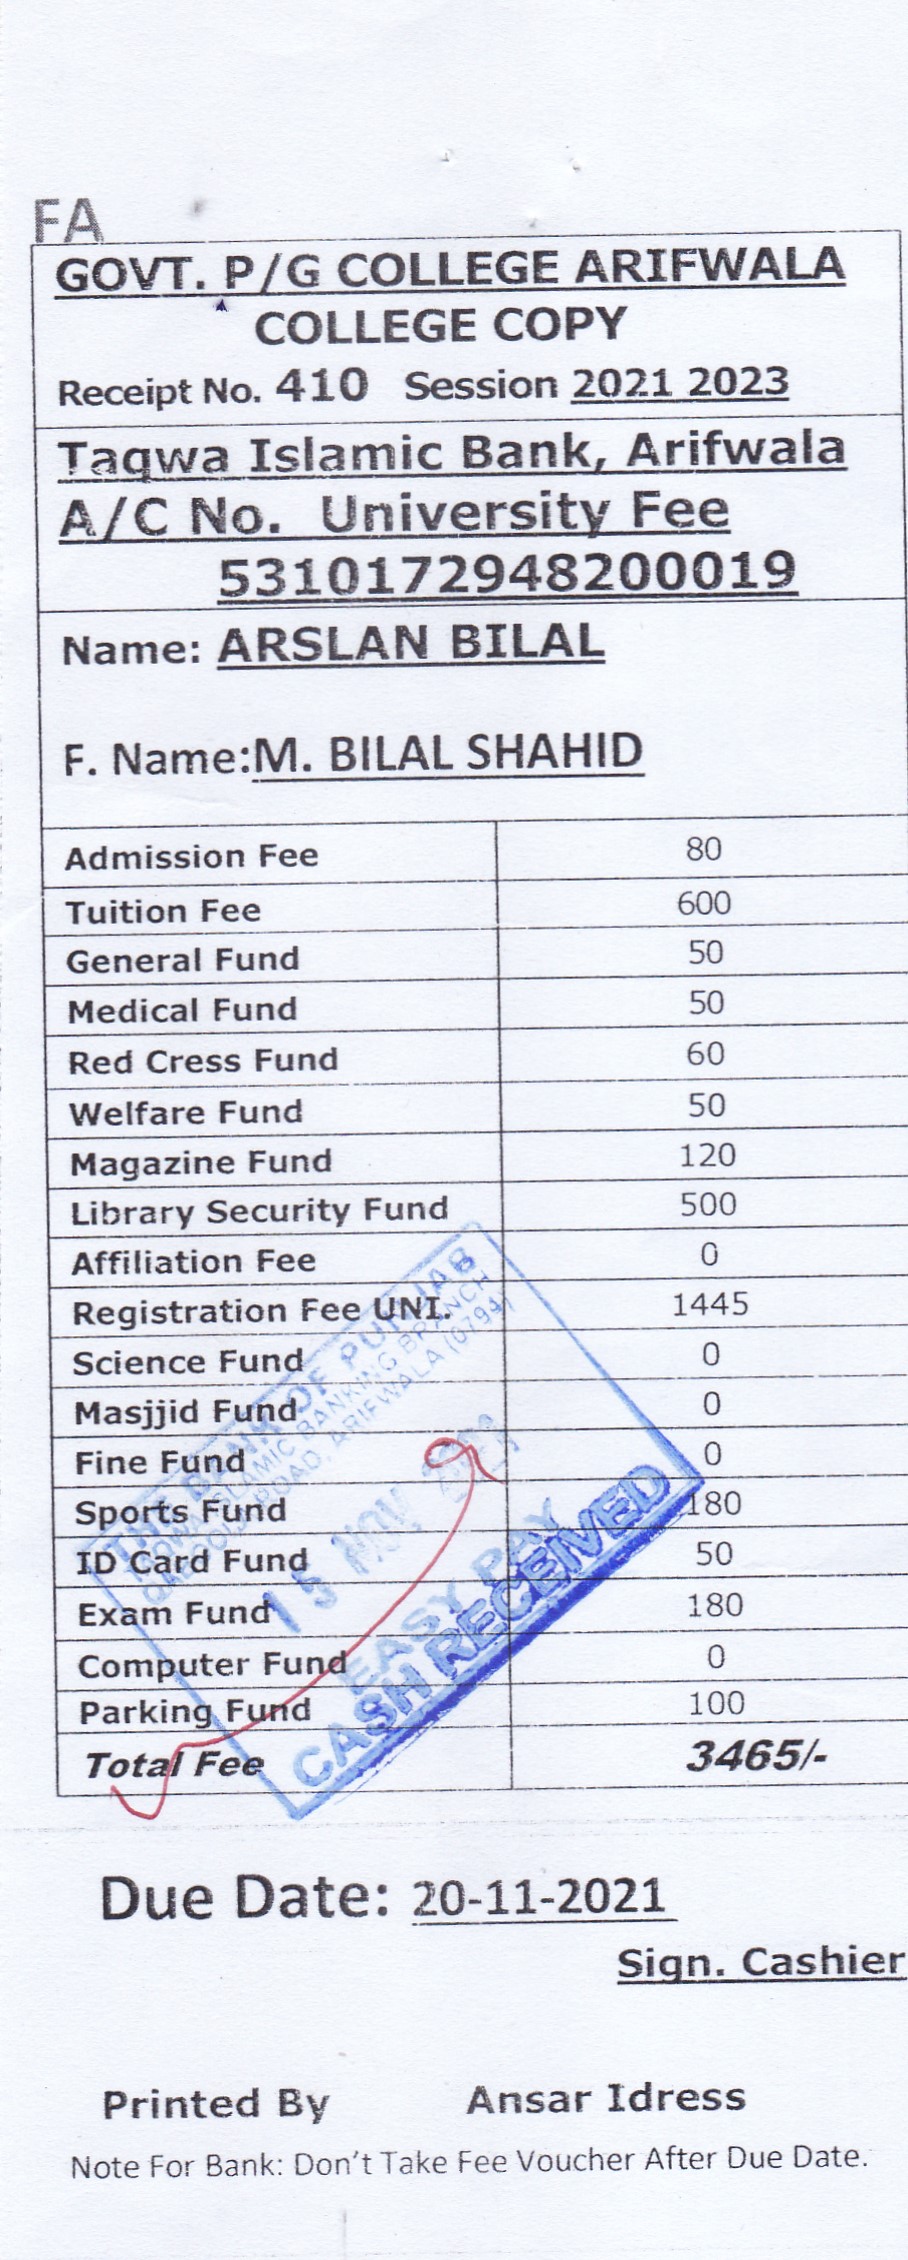 FA
GOVT. P/G COLLEGE ARIFWALA
COLLEGE COPY
Receipt No. 410 Session 2021 2023
Taqwa Islamic Bank, Arifwala
A/C No. University Fee
5310172948200019
Name: ARSLAN BILAL
F. Name:M. BILAL SHAHID
Admission Fee 80
Tuition Fee 600
General Fund 50
Medical Fund 50
Red Cress Fund 60
Welfare Fund 50
Magazine Fund 120
Library Security Fund 500
Affiliation Fee 0
Registration Fee UNI. 1445
Science Fund 0
Masjjid Fund 0
Fine Fund 0
Sports Fund 180
ID Card Fund 50
Exam Fund 180
Computer Fund 0
Parking Fund 100
Total Fee 3465/-
THE BANK OF PUNJAB
ISLAMIC BANKING BRANCH
ROAD, ARIFWALA (0794)
15 NOV
EASY PAY
CASH RECEIVED
Due Date: 20-11-2021
Sign. Cashier
Printed By Ansar Idress
Note For Bank: Don't Take Fee Voucher After Due Date.